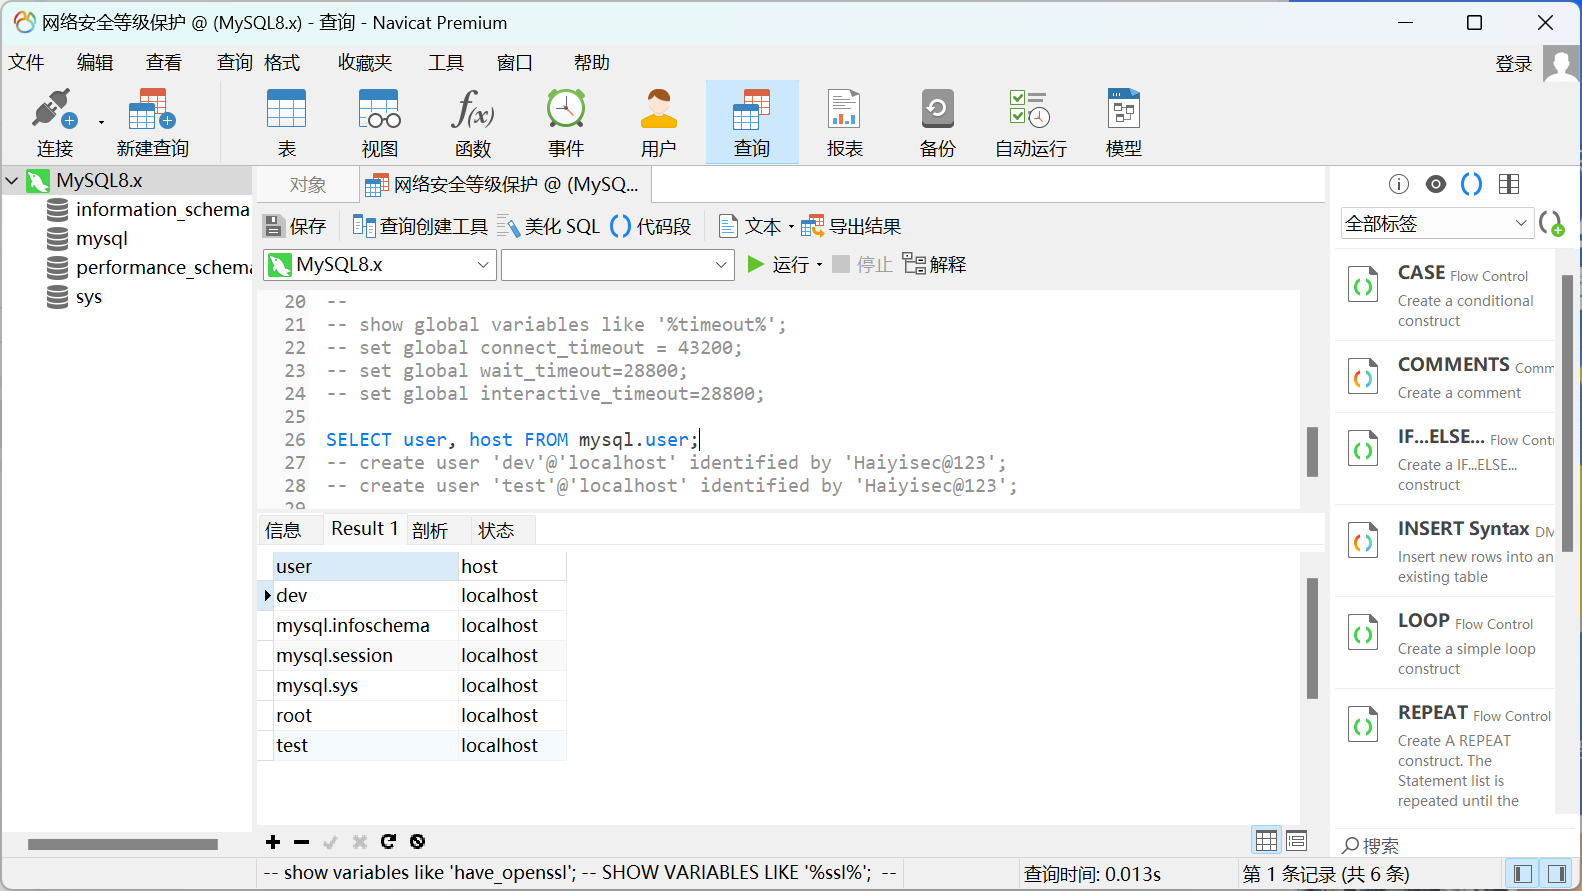 网络安全等级保护 @ (MySQL8.x) - 查询 - Navicat Premium
文件 编辑 查看 查询 格式 收藏夹 工具 窗口 帮助 登录
连接 新建查询 表 视图 函数 事件 用户 查询 报表 备份 自动运行 模型
MySQL8.x
information_schema
mysql
performance_schema
sys
对象 网络安全等级保护 @ (MySQ...
保存 查询创建工具 美化 SQL 代码段 文本 导出结果
MySQL8.x 运行 停止 解释
20 --
21 -- show global variables like '%timeout%';
22 -- set global connect_timeout = 43200;
23 -- set global wait_timeout=28800;
24 -- set global interactive_timeout=28800;
25
26 SELECT user, host FROM mysql.user;
27 -- create user 'dev'@'localhost' identified by 'Haiyisec@123';
28 -- create user 'test'@'localhost' identified by 'Haiyisec@123';
29
信息 Result 1 剖析 状态
user host
dev localhost
mysql.infoschema localhost
mysql.session localhost
mysql.sys localhost
root localhost
test localhost
全部标签
CASE Flow Control
Create a conditional
construct
COMMENTS Comm
Create a comment
IF...ELSE... Flow Cont
Create a IF...ELSE...
construct
INSERT Syntax DM
Insert new rows into an
existing table
LOOP Flow Control
Create a simple loop
construct
REPEAT Flow Control
Create A REPEAT
construct. The
Statement list is
repeated until the
搜索
-- show variables like 'have_openssl'; -- SHOW VARIABLES LIKE '%ssl%'; -- 查询时间: 0.013s 第 1 条记录 (共 6 条)